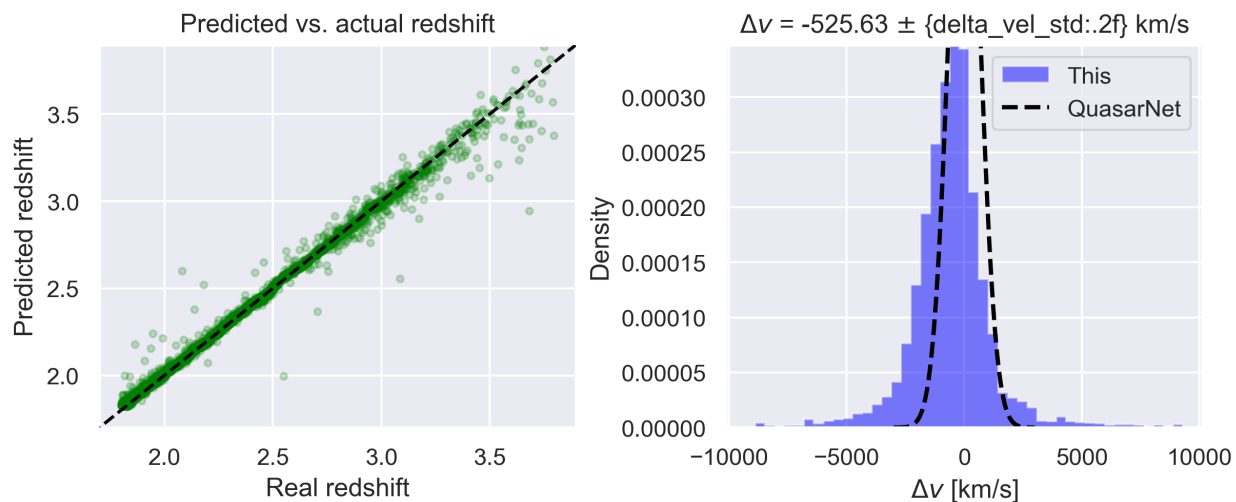 Predicted vs. actual redshift
Predicted redshift
3.5
3.0
2.5
2.0
2.0 2.5 3.0 3.5
Real redshift
Δv = -525.63 ± {delta_vel_std:.2f} km/s
Density
0.00030
0.00025
0.00020
0.00015
0.00010
0.00005
0.00000
This
QuasarNet
−10000 −5000 0 5000 10000
Δv [km/s]